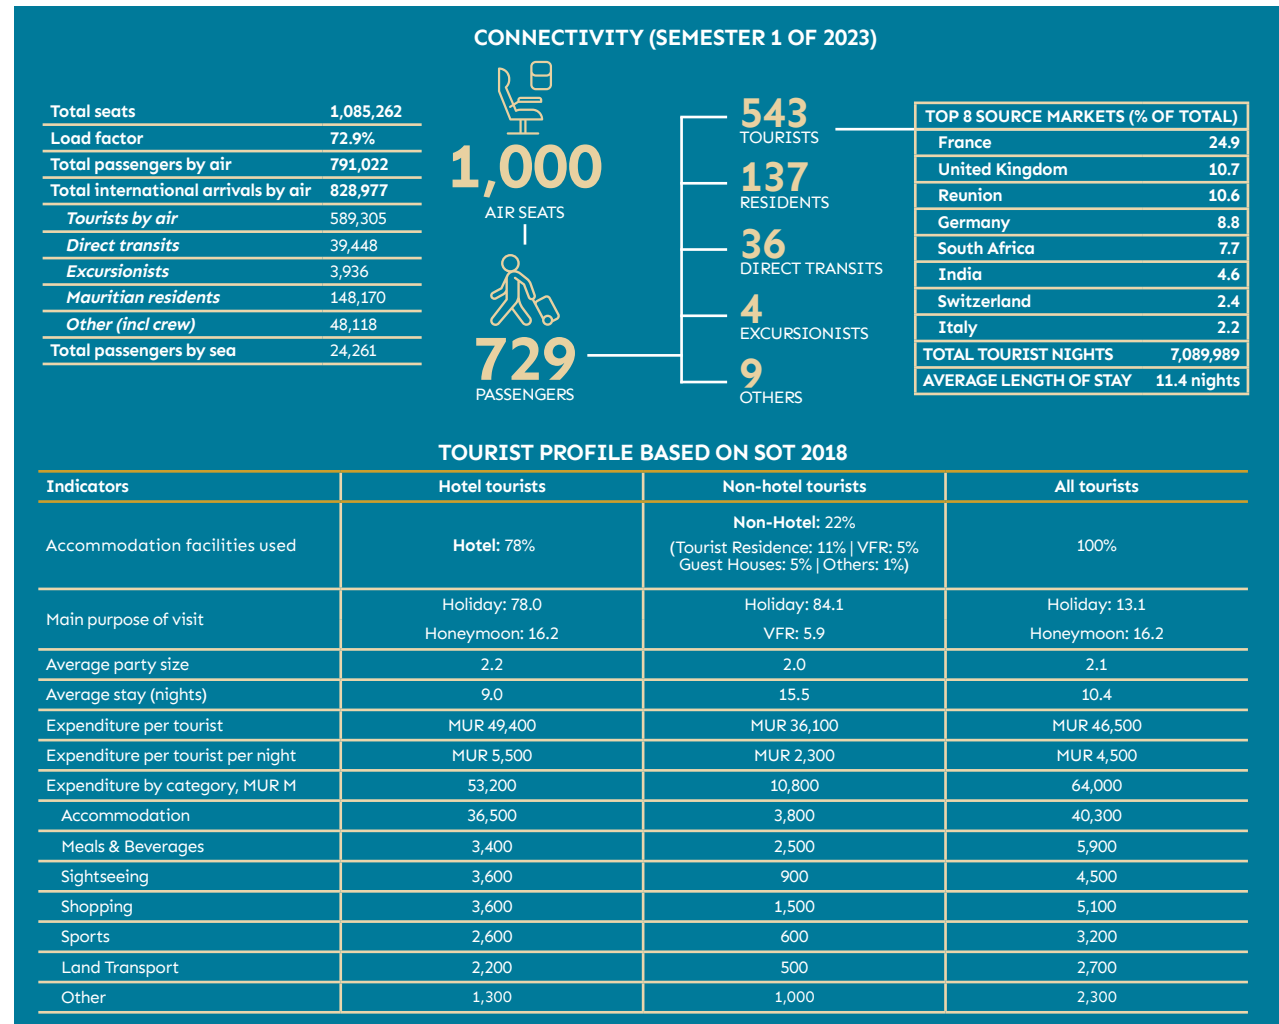 CONNECTIVITY (SEMESTER 1 OF 2023)
Total seats 1,085,262
Load factor 72.9%
Total passengers by air 791,022
Total international arrivals by air 828,977
Tourists by air 589,305
Direct transits 39,448
Excursionists 3,936
Mauritian residents 148,170
Other (incl crew) 48,118
Total passengers by sea 24,261
1,000
AIR SEATS
729
PASSENGERS
543
TOURISTS
137
RESIDENTS
36
DIRECT TRANSITS
4
EXCURSIONISTS
9
OTHERS
TOP 8 SOURCE MARKETS (% OF TOTAL)
France 24.9
United Kingdom 10.7
Reunion 10.6
Germany 8.8
South Africa 7.7
India 4.6
Switzerland 2.4
Italy 2.2
TOTAL TOURIST NIGHTS 7,089,989
AVERAGE LENGTH OF STAY 11.4 nights
TOURIST PROFILE BASED ON SOT 2018
Indicators Hotel tourists Non-hotel tourists All tourists
Accommodation facilities used Hotel: 78% Non-Hotel: 22%
(Tourist Residence: 11% | VFR: 5%
Guest Houses: 5% | Others: 1%) 100%
Main purpose of visit
Holiday: 78.0 Holiday: 84.1 Holiday: 13.1
Honeymoon: 16.2 VFR: 5.9 Honeymoon: 16.2
Average party size 2.2 2.0 2.1
Average stay (nights) 9.0 15.5 10.4
Expenditure per tourist MUR 49,400 MUR 36,100 MUR 46,500
Expenditure per tourist per night MUR 5,500 MUR 2,300 MUR 4,500
Expenditure by category, MUR M 53,200 10,800 64,000
Accommodation 36,500 3,800 40,300
Meals & Beverages 3,400 2,500 5,900
Sightseeing 3,600 900 4,500
Shopping 3,600 1,500 5,100
Sports 2,600 600 3,200
Land Transport 2,200 500 2,700
Other 1,300 1,000 2,300